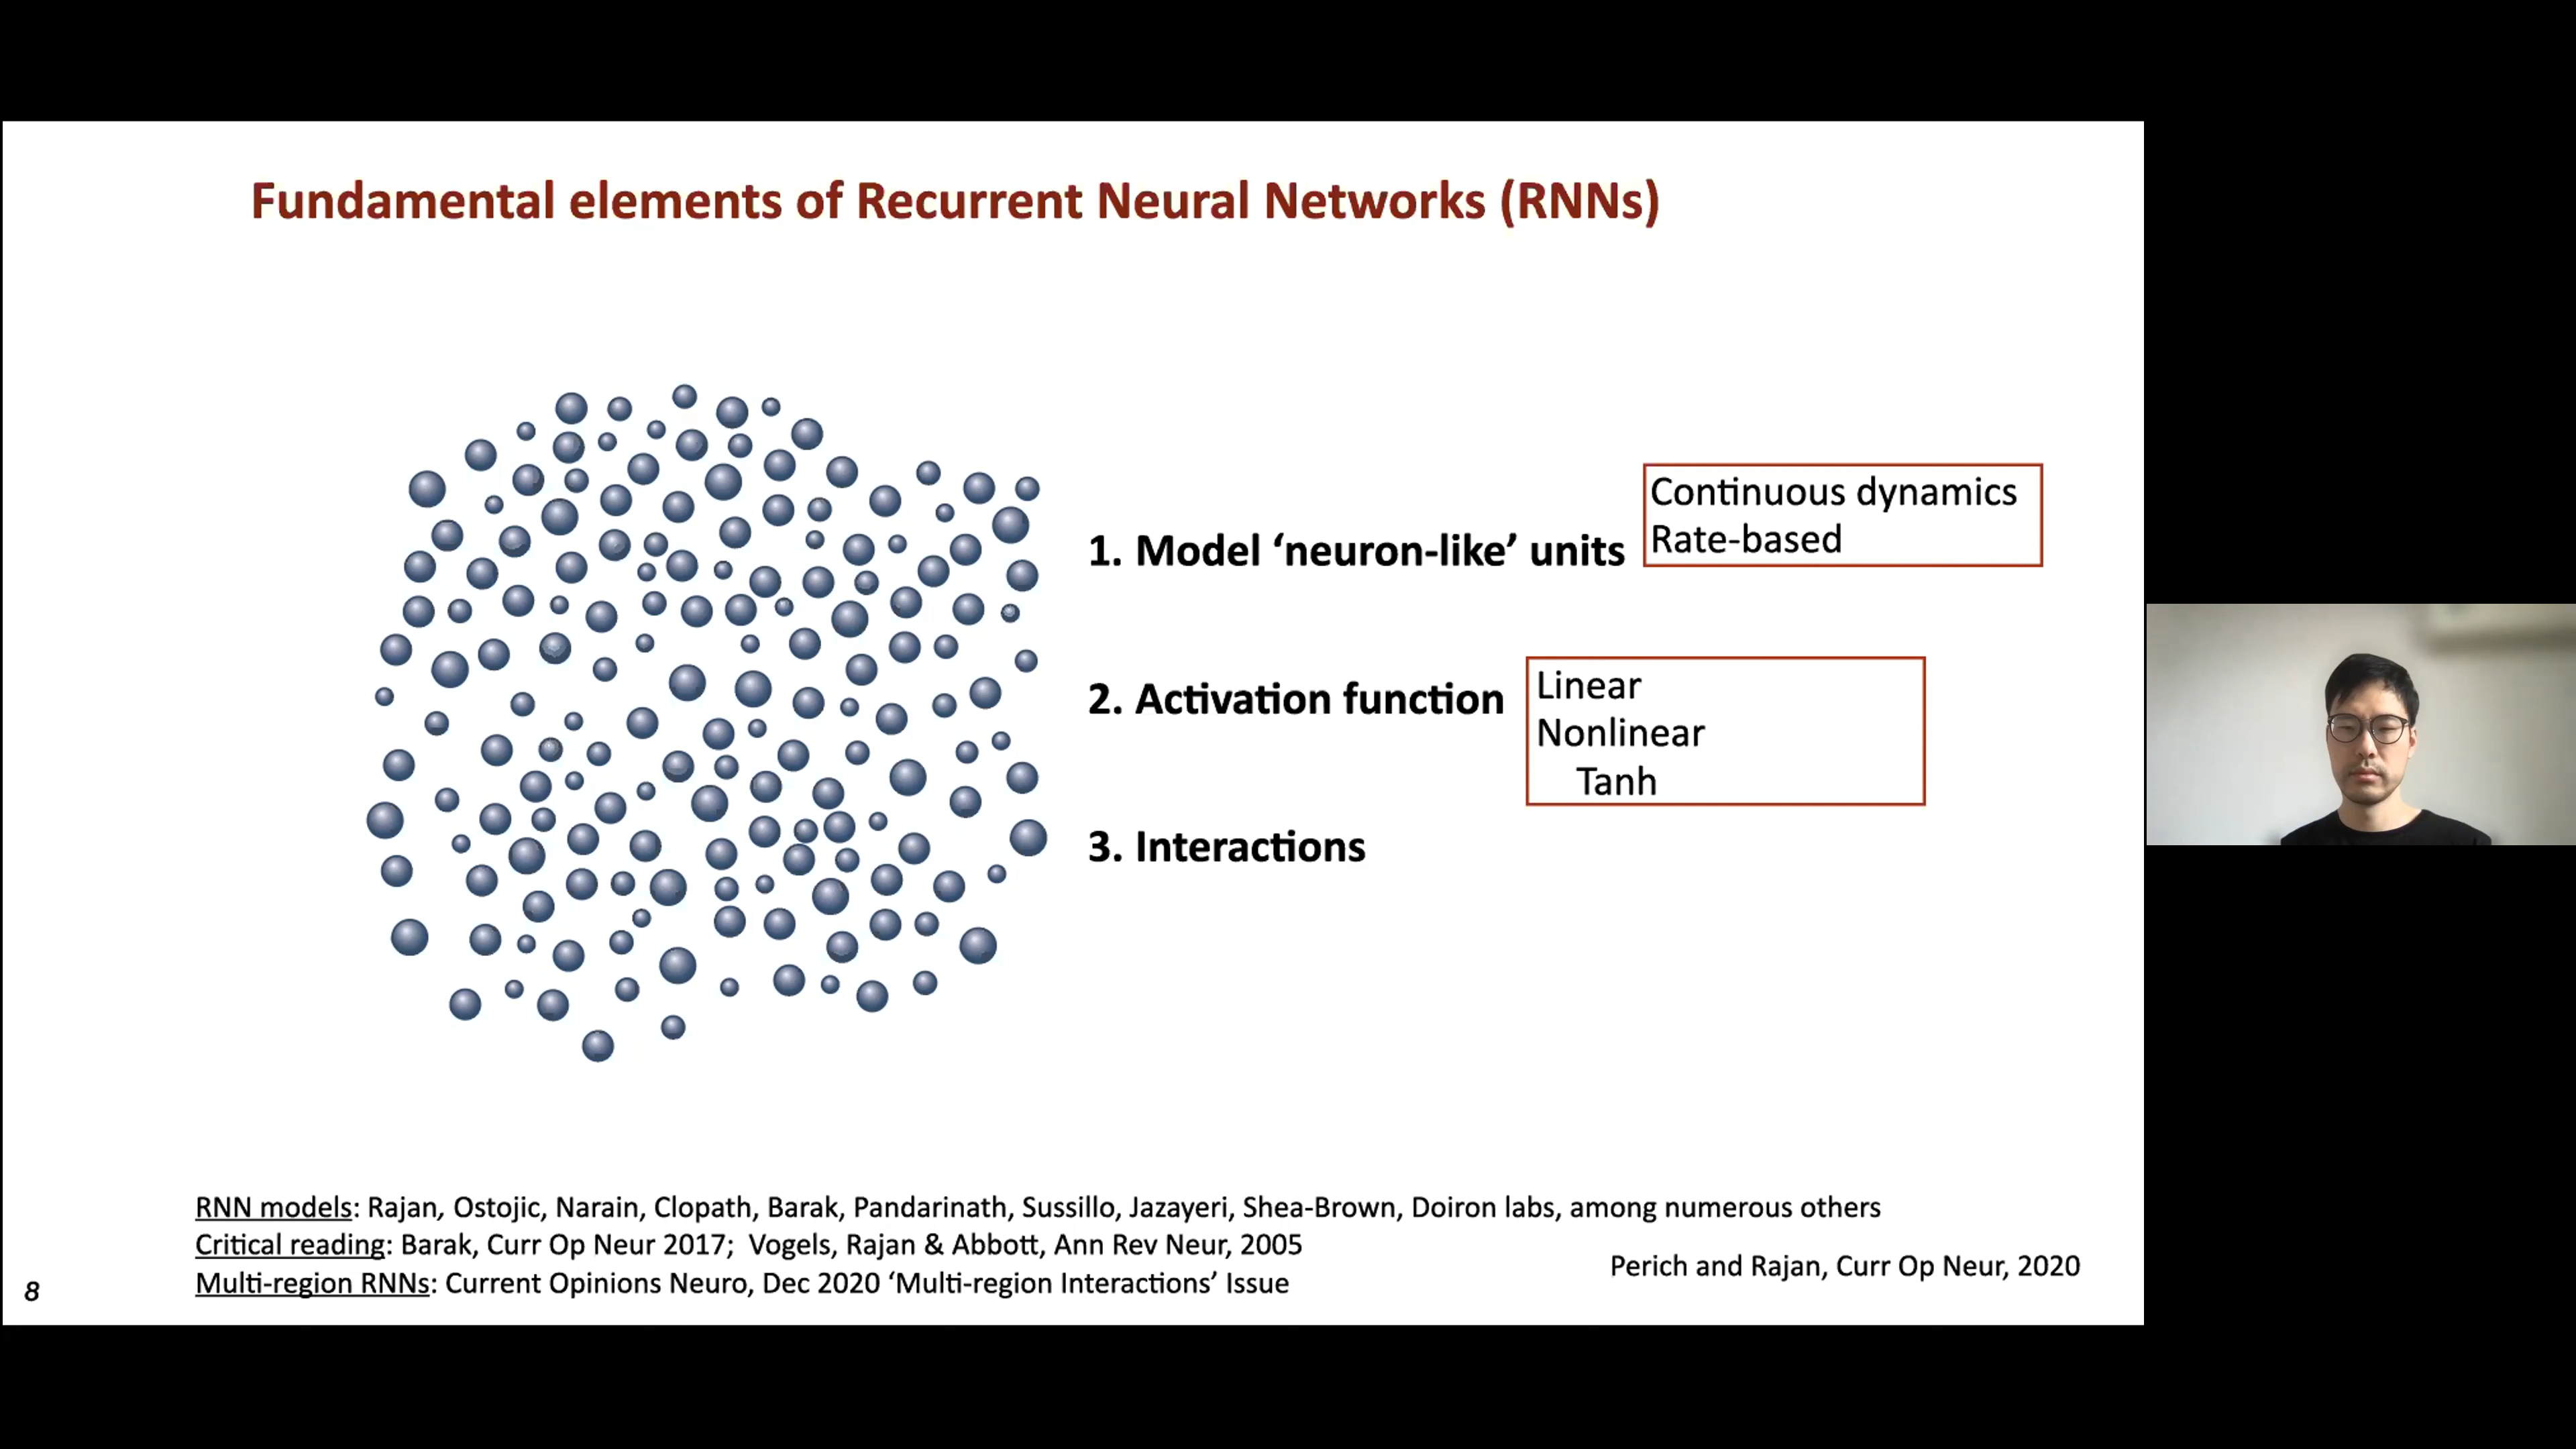 Fundamental elements of Recurrent Neural Networks (RNNs)
1. Model ‘neuron-like’ units
Continuous dynamics
Rate-based
2. Activation function
Linear
Nonlinear
Tanh
3. Interactions
RNN models: Rajan, Ostojic, Narain, Clopath, Barak, Pandarinath, Sussillo, Jazayeri, Shea-Brown, Doiron labs, among numerous others
Critical reading: Barak, Curr Op Neur 2017;  Vogels, Rajan & Abbott, Ann Rev Neur, 2005
Multi-region RNNs: Current Opinions Neuro, Dec 2020 ‘Multi-region Interactions’ Issue
Perich and Rajan, Curr Op Neur, 2020
8